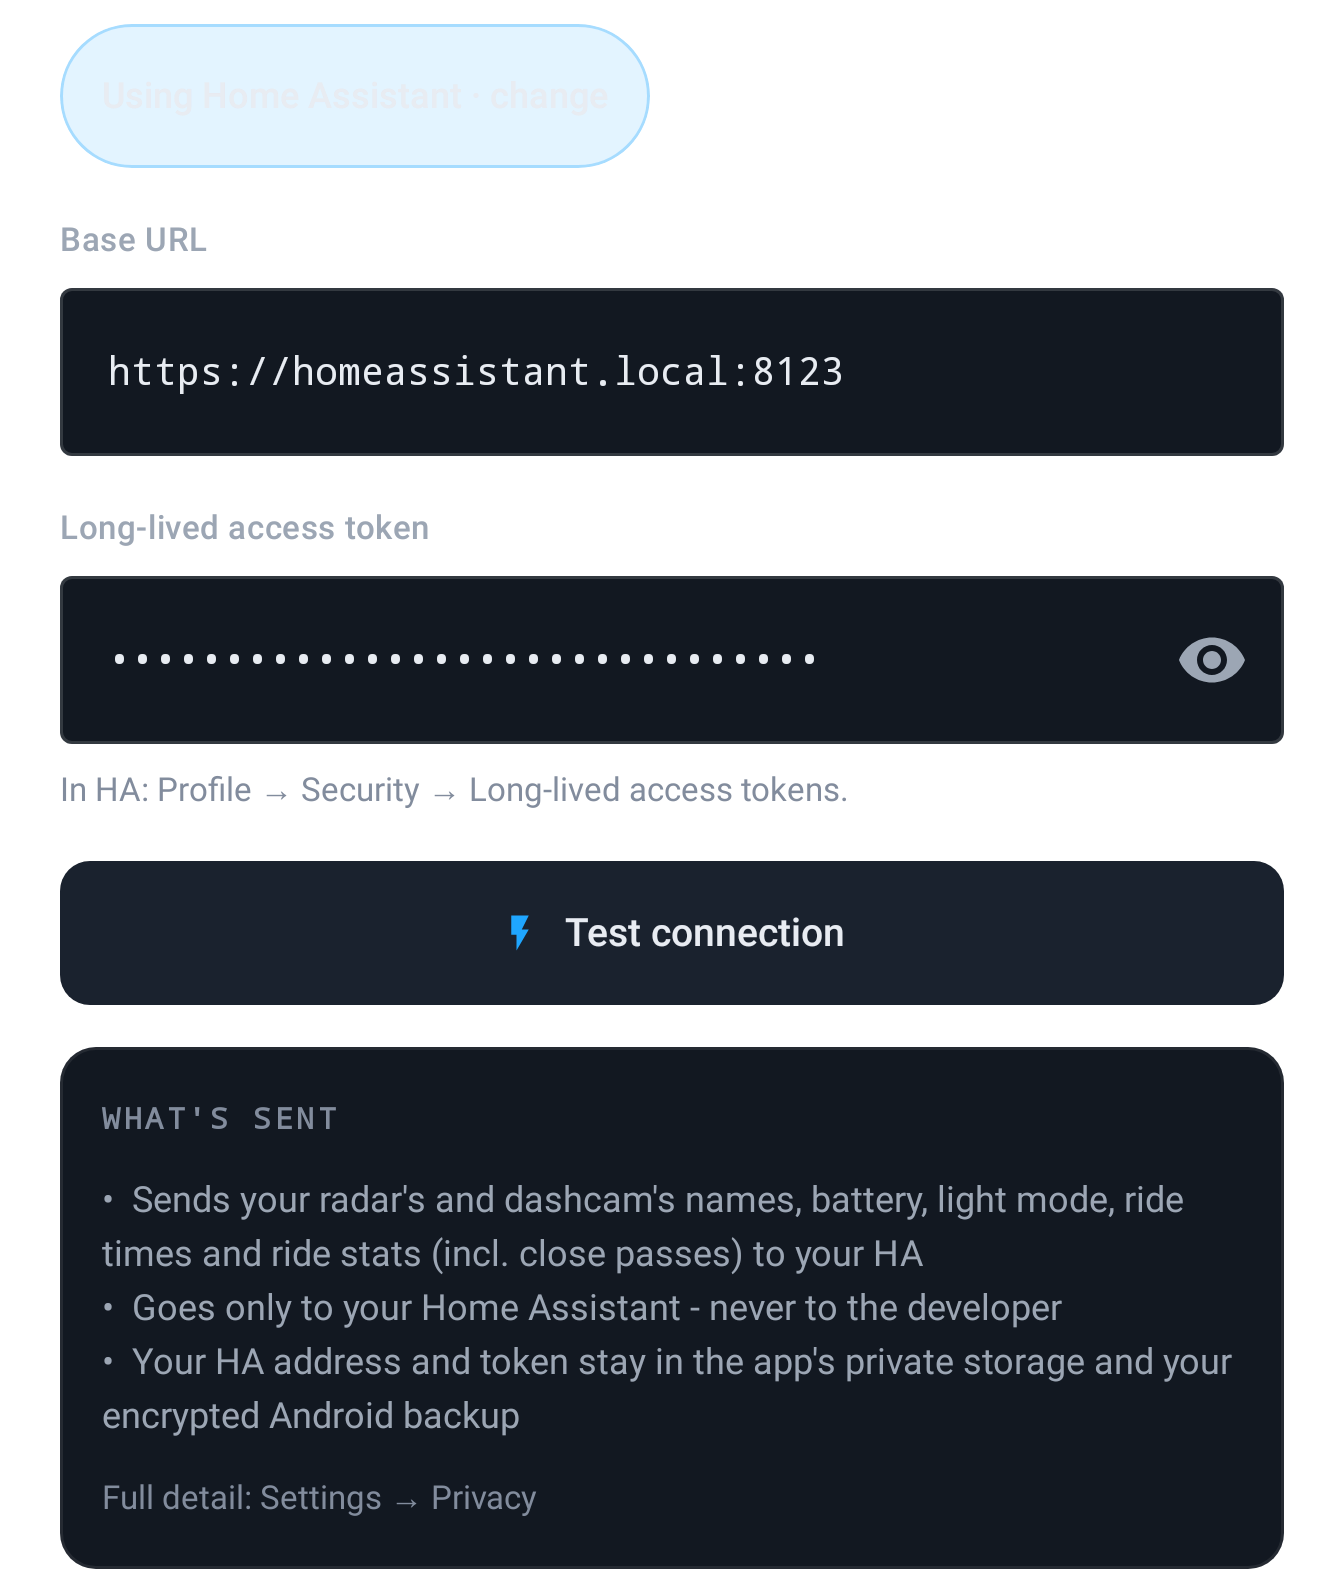 Using Home Assistant · change
Base URL
https://homeassistant.local:8123
Long-lived access token
•••••••••••••••••••••••••••••••
In HA: Profile → Security → Long-lived access tokens.
Test connection
WHAT'S SENT
• Sends your radar's and dashcam's names, battery, light mode, ride
times and ride stats (incl. close passes) to your HA
• Goes only to your Home Assistant - never to the developer
• Your HA address and token stay in the app's private storage and your
encrypted Android backup
Full detail: Settings → Privacy